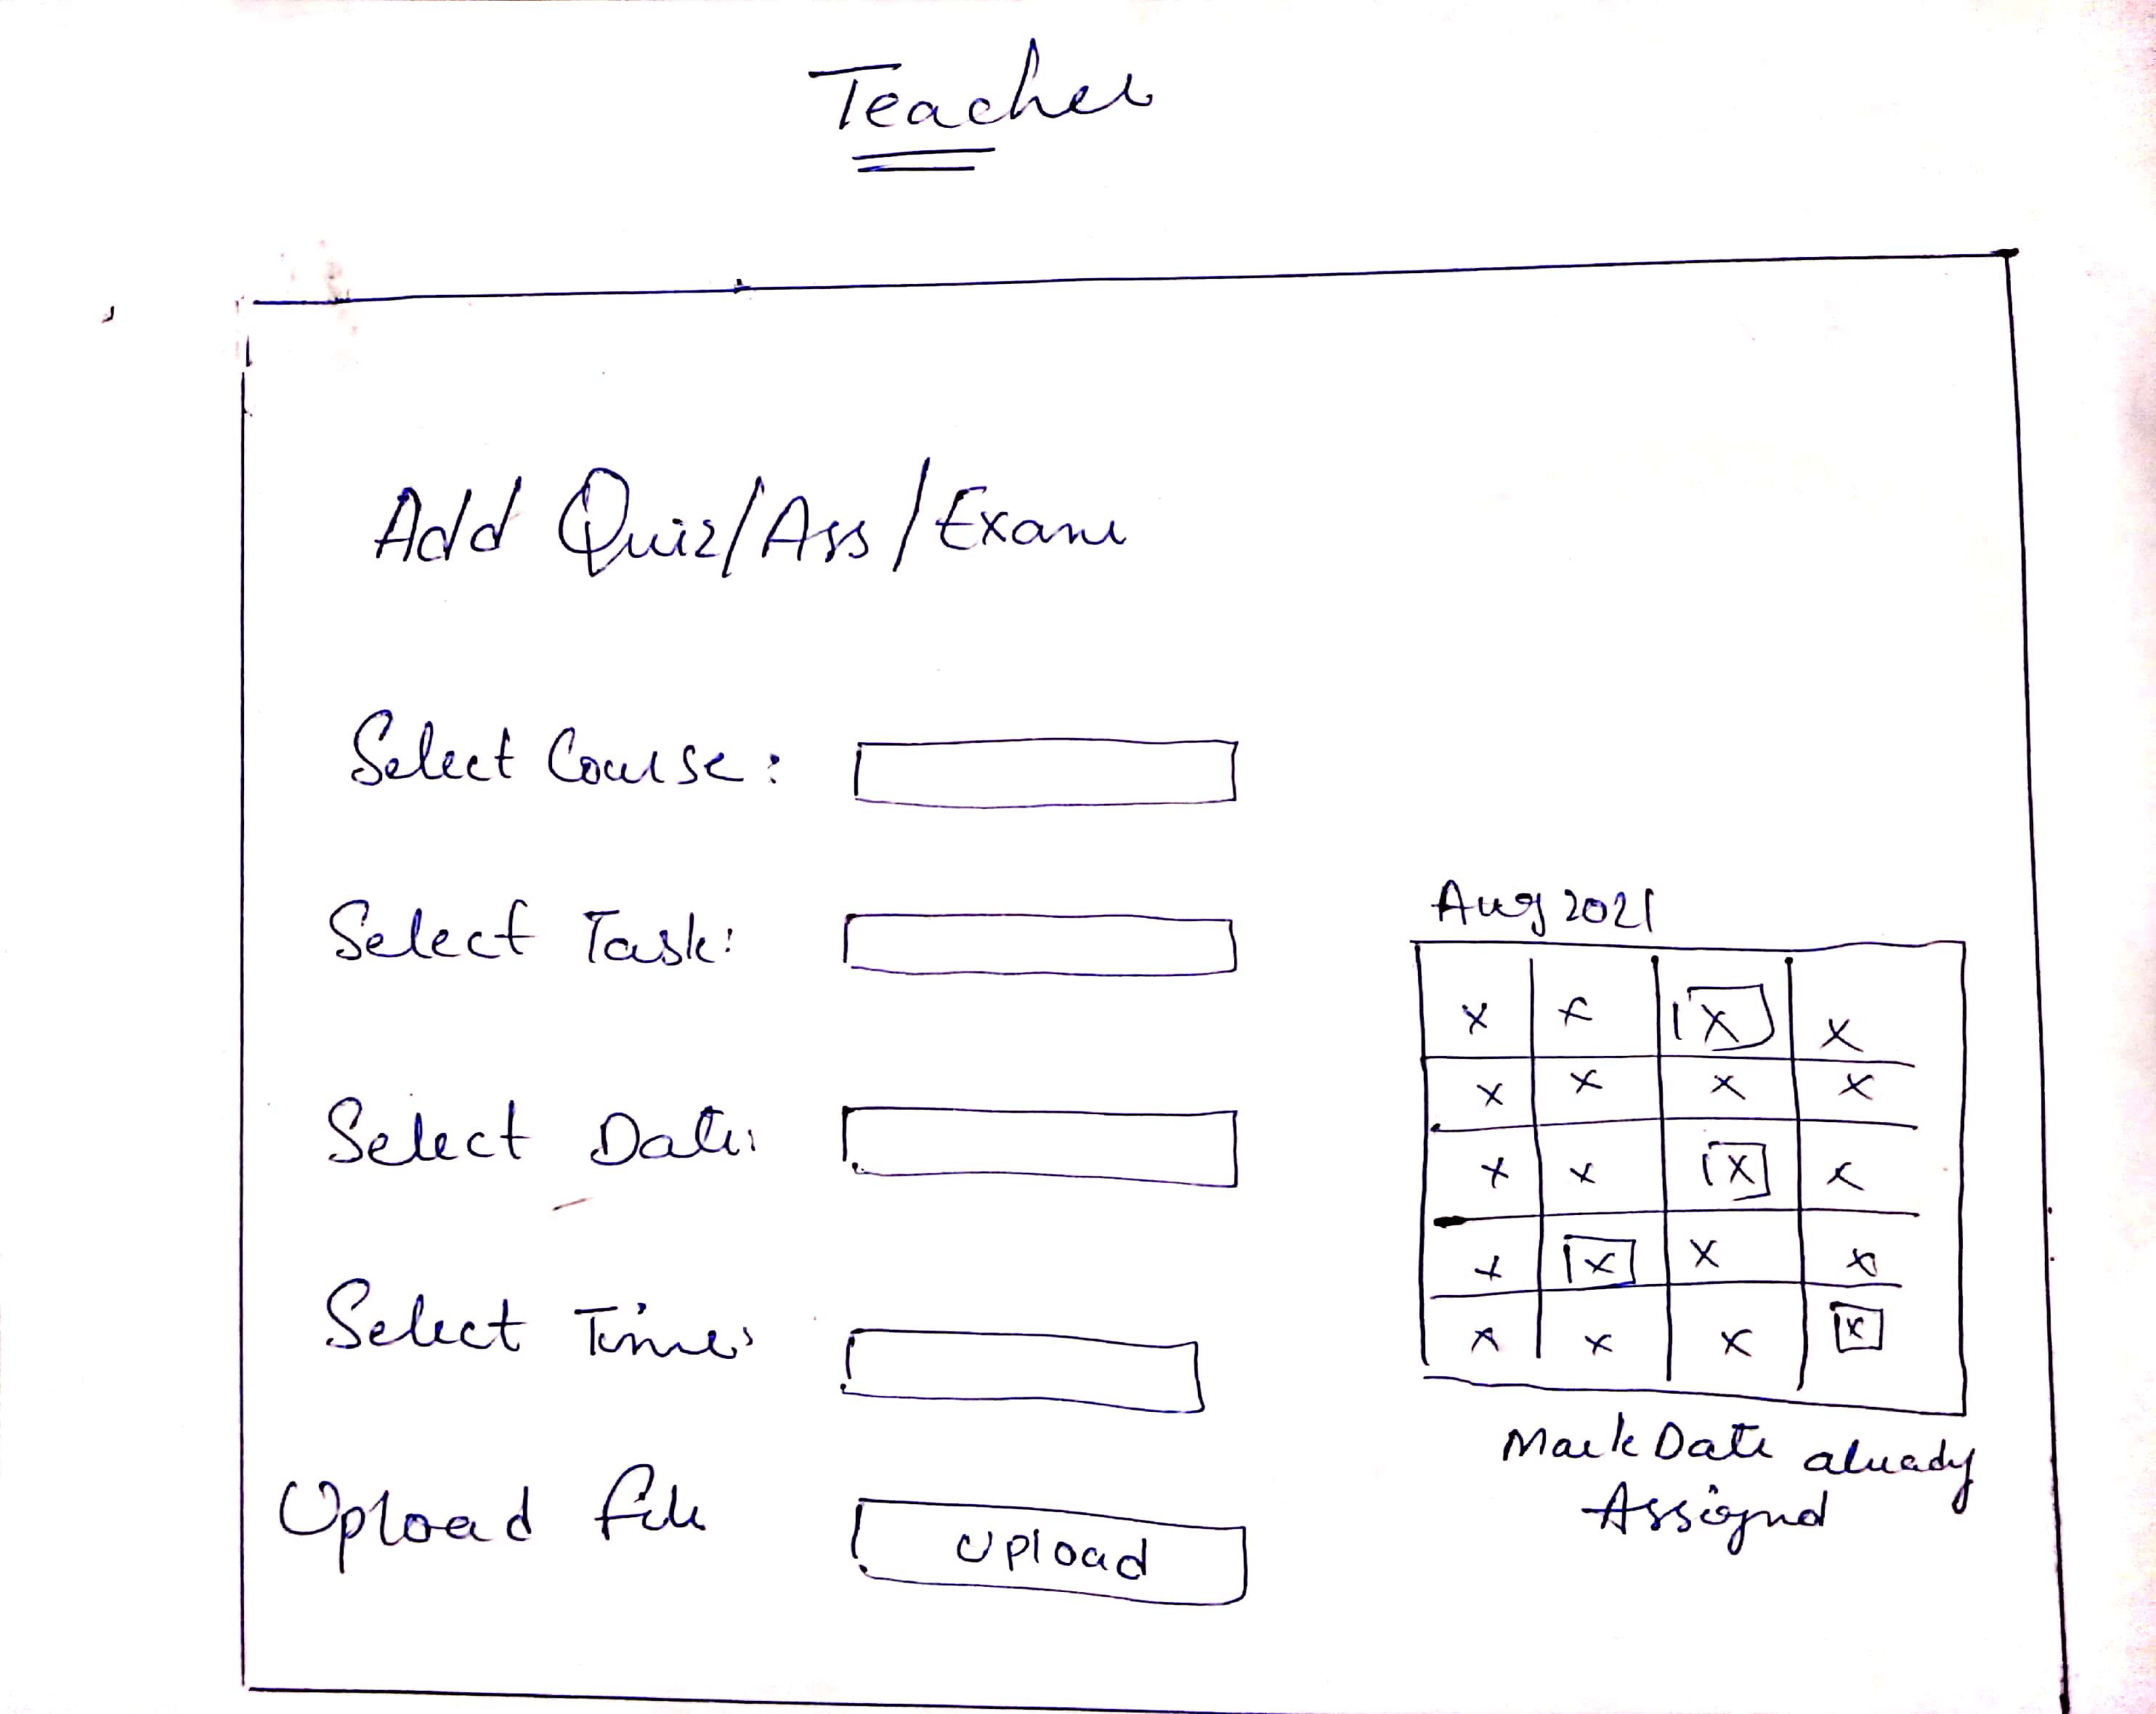 Teacher
Add Quiz/Ass/Exam
Select Course:
Select Task:
Select Date:
Select Time:
Upload file
Upload
Aug 2021
x x x x
x x x x
x x x x
x x x x
x x x x
Mark Date already
Assignd